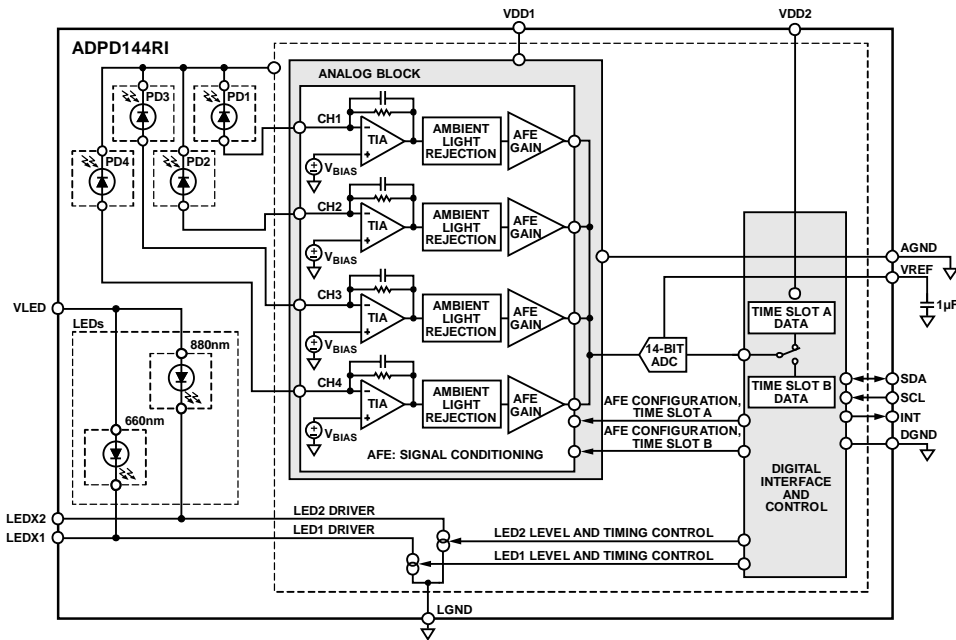 VDD1
VDD2
ADPD144RI
ANALOG BLOCK
PD3
PD1
PD4
PD2
CH1
TIA
VBIAS
AMBIENT
LIGHT
REJECTION
AFE
GAIN
CH2
TIA
VBIAS
AMBIENT
LIGHT
REJECTION
AFE
GAIN
CH3
TIA
VBIAS
AMBIENT
LIGHT
REJECTION
AFE
GAIN
CH4
TIA
VBIAS
AMBIENT
LIGHT
REJECTION
AFE
GAIN
AFE: SIGNAL CONDITIONING
VLED
LEDs
880nm
660nm
14-BIT
ADC
TIME SLOT A
DATA
TIME SLOT B
DATA
AFE CONFIGURATION,
TIME SLOT A
AFE CONFIGURATION,
TIME SLOT B
DIGITAL
INTERFACE
AND
CONTROL
AGND
VREF
1µF
SDA
SCL
INT
DGND
LEDX2
LEDX1
LED2 DRIVER
LED1 DRIVER
LED2 LEVEL AND TIMING CONTROL
LED1 LEVEL AND TIMING CONTROL
LGND